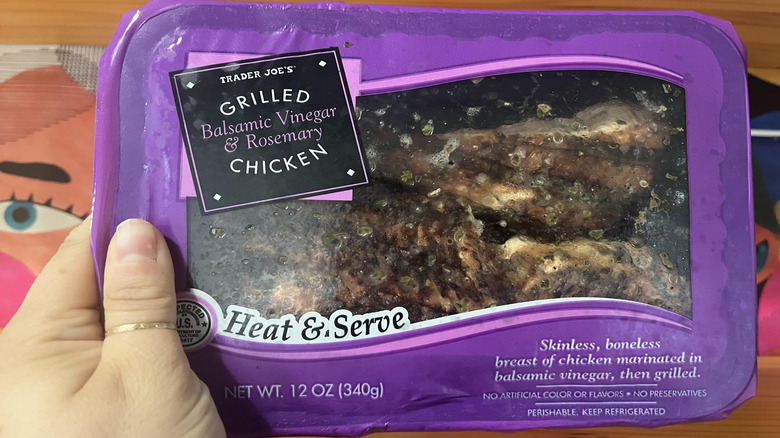 TRADER JOE'S®
GRILLED
Balsamic Vinegar
& Rosemary
CHICKEN
Heat & Serve
U.S.
NET WT. 12 OZ (340g)
Skinless, boneless
breast of chicken marinated in
balsamic vinegar, then grilled.
NO ARTIFICIAL COLOR OR FLAVORS • NO PRESERVATIVES
PERISHABLE, KEEP REFRIGERATED